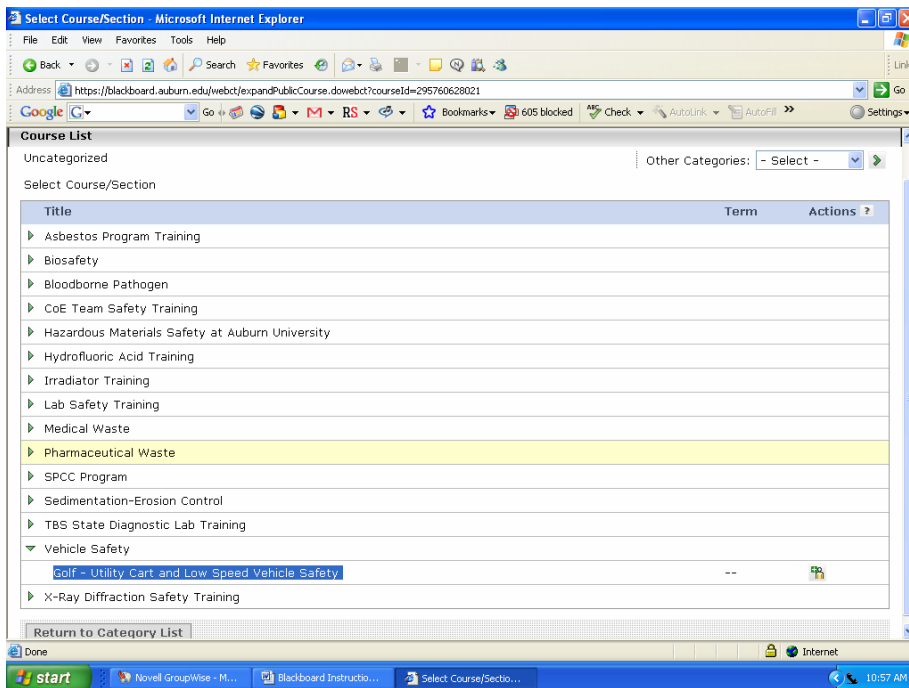 Select Course/Section - Microsoft Internet Explorer
File Edit View Favorites Tools Help
Back Search Favorites
Address https://blackboard.auburn.edu/webct/expandPublicCourse.dowebct?courseId=295760628021 Go
Google G Go M RS Bookmarks 605 blocked ABC Check AutoLink AutoFill Settings
Course List
Uncategorized Other Categories: - Select -
Select Course/Section
Title Term Actions ?
Asbestos Program Training
Biosafety
Bloodborne Pathogen
CoE Team Safety Training
Hazardous Materials Safety at Auburn University
Hydrofluoric Acid Training
Irradiator Training
Lab Safety Training
Medical Waste
Pharmaceutical Waste
SPCC Program
Sedimentation-Erosion Control
TBS State Diagnostic Lab Training
Vehicle Safety
Golf - Utility Cart and Low Speed Vehicle Safety --
X-Ray Diffraction Safety Training
Return to Category List
Done Internet
start Novell GroupWise - M... Blackboard Instructio... Select Course/Sectio... 10:57 AM